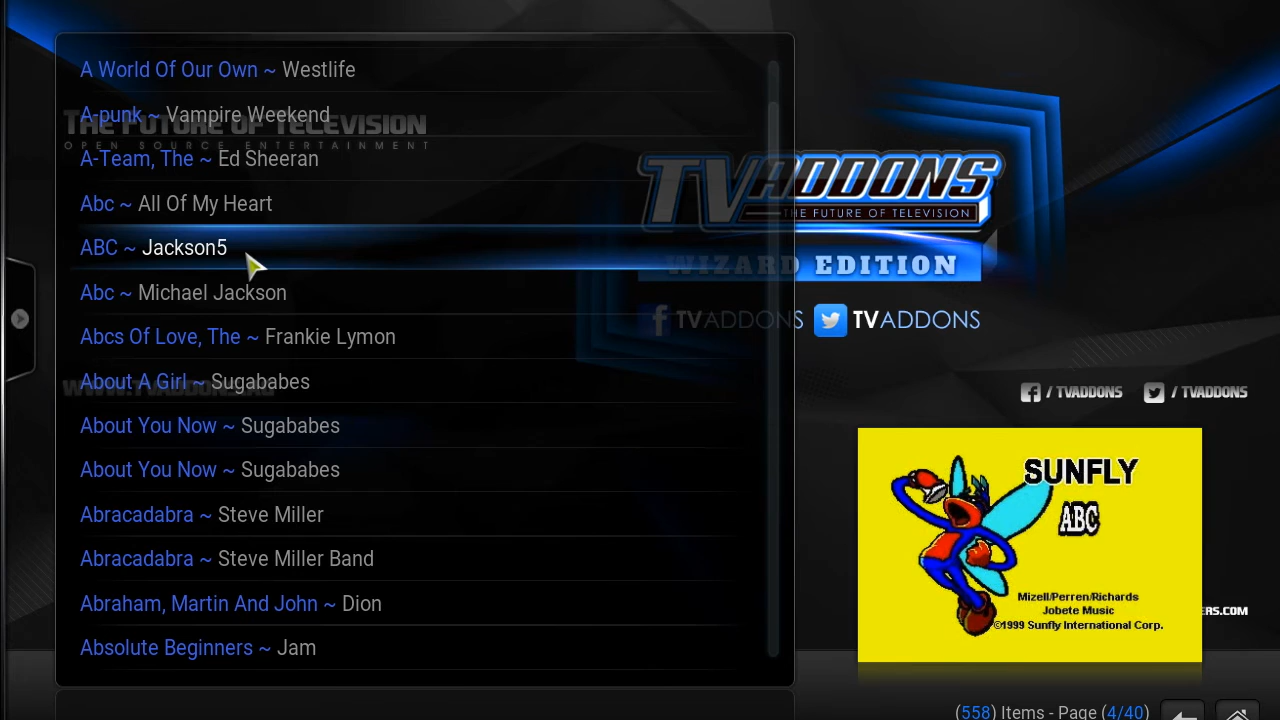 A World Of Our Own ~ Westlife
A-punk ~ Vampire Weekend
THE FUTURE OF TELEVISION
OPEN SOURCE ENTERTAINMENT
A-Team, The ~ Ed Sheeran
Abc ~ All Of My Heart
ABC ~ Jackson5
Abc ~ Michael Jackson
Abcs Of Love, The ~ Frankie Lymon
About A Girl ~ Sugababes
About You Now ~ Sugababes
About You Now ~ Sugababes
Abracadabra ~ Steve Miller
Abracadabra ~ Steve Miller Band
Abraham, Martin And John ~ Dion
Absolute Beginners ~ Jam
TVADDONS
THE FUTURE OF TELEVISION
WIZARD EDITION
f TVADDONS TVADDONS
f / TVADDONS / TVADDONS
SUNFLY
ABC
Mizell/Perren/Richards
Jobete Music
©1999 Sunfly International Corp.
ERS.COM
(558) Items - Page (4/40)